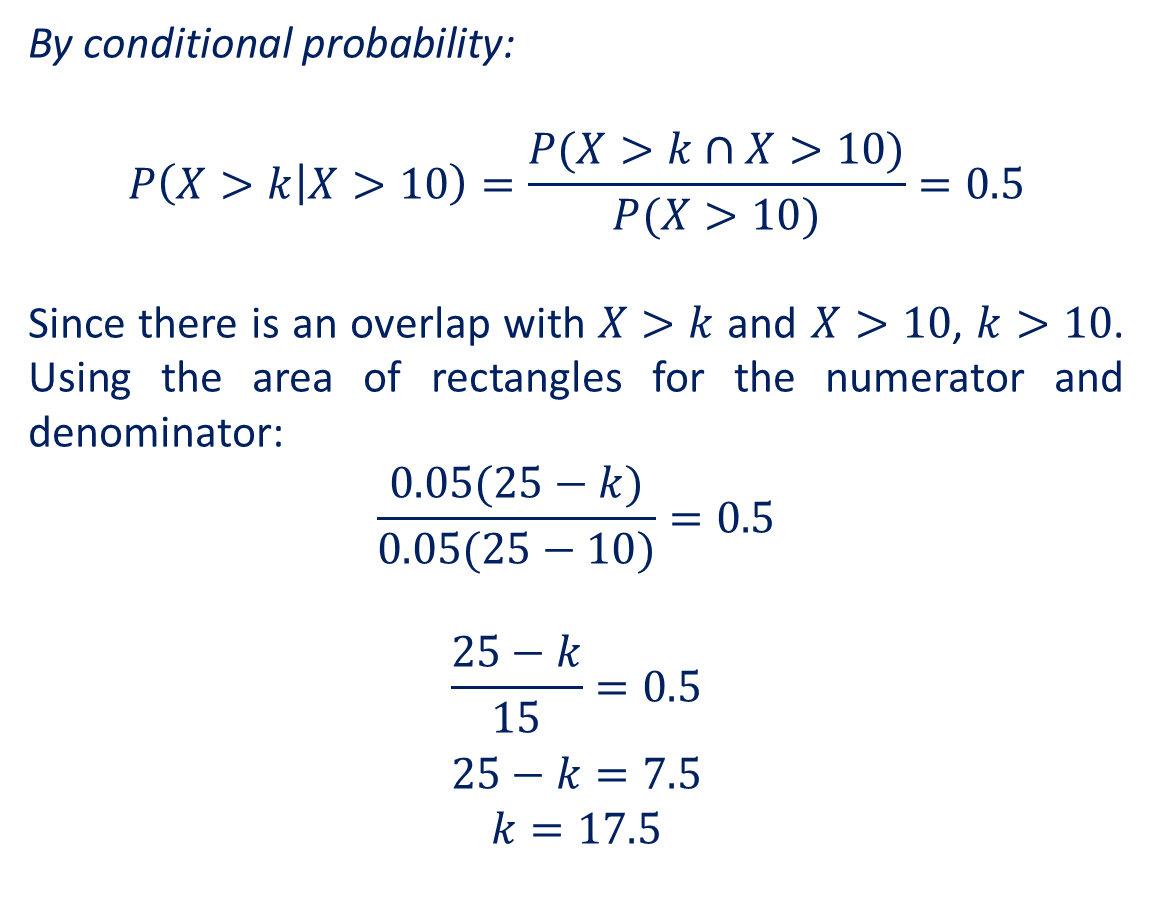 By conditional probability:
P(X > k|X > 10) = P(X > k ∩ X > 10) / P(X > 10) = 0.5
Since there is an overlap with X > k and X > 10, k > 10.
Using the area of rectangles for the numerator and
denominator:
0.05(25 − k) / 0.05(25 − 10) = 0.5
25 − k / 15 = 0.5
25 − k = 7.5
k = 17.5